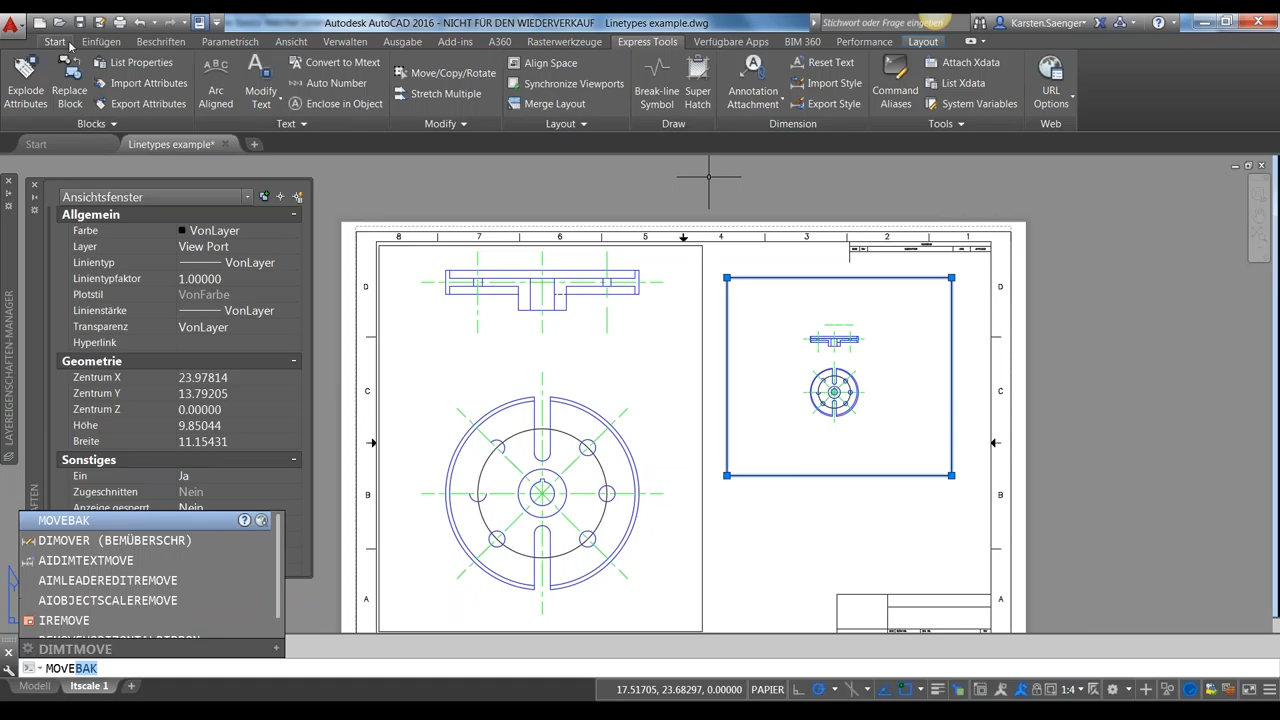 Autodesk AutoCAD 2016 - NICHT FÜR DEN WIEDERVERKAUF Linetypes example.dwg
Stichwort oder Frage eingeben
Karsten.Saenger
Start Einfügen Beschriften Parametrisch Ansicht Verwalten Ausgabe Add-ins A360 Rasterwerkzeuge Express Tools Verfügbare Apps BIM 360 Performance Layout
Explode Attributes
Replace Block
List Properties
Import Attributes
Export Attributes
Blocks
Arc Aligned
Modify Text
Convert to Mtext
Auto Number
Enclose in Object
Text
Move/Copy/Rotate
Stretch Multiple
Modify
Align Space
Synchronize Viewports
Merge Layout
Layout
Break-line Symbol
Super Hatch
Draw
Annotation Attachment
Reset Text
Import Style
Export Style
Dimension
Command Aliases
Attach Xdata
List Xdata
System Variables
Tools
URL Options
Web
Start
Linetypes example*
LAYEREIGENSCHAFTEN-MANAGER
Ansichtsfenster
Allgemein
Farbe VonLayer
Layer View Port
Linientyp VonLayer
Linientypfaktor 1.00000
Plotstil VonFarbe
Linienstärke VonLayer
Transparenz VonLayer
Hyperlink
Geometrie
Zentrum X 23.97814
Zentrum Y 13.79205
Zentrum Z 0.00000
Höhe 9.85044
Breite 11.15431
Sonstiges
Ein Ja
Zugeschnitten Nein
Anzeige gesperrt Nein
8 7 6 5 4 3 2 1
D D
C C
B B
A A
MOVEBAK
DIMOVER (BEMÜBERSCHR)
AIDIMTEXTMOVE
AIMLEADEREDITREMOVE
AIOBJECTSCALEREMOVE
IREMOVE
DIMTMOVE
MOVEBAK
Modell ltscale 1
17.51705, 23.68297, 0.00000 PAPIER 1:4